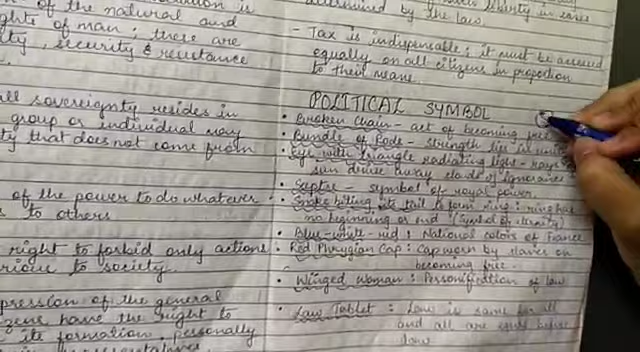 of the natural and
ghts of man; these are
ty, security & resistance
all sovereignty resides in
group or individual may
ty that does not come from
of the power to do whatever
s to others
right to forbid only actions
to society.
pression of the general
zens have the right to
its formation, personally
determined by the law.
- Tax is indispensable; it must be assessed
equally on all citizens in proportion
to their means.
POLITICAL SYMBOL
• Broken Chain - act of becoming free
• Bundle of Rods - strength lies in unity
• Eye with triangle radiating light - rays of
sun drive away clouds of ignorance
• Septre - symbol of royal power
• Snake biting its tail to form ring: ring has
no beginning or end (symbol of eternity)
• Blue-white-red: National colors of France
• Red Phrygian Cap: Cap worn by slaves on
becoming free.
• Winged woman: Personification of law
• Law Tablet: Law is same for all
and all are equal before
law